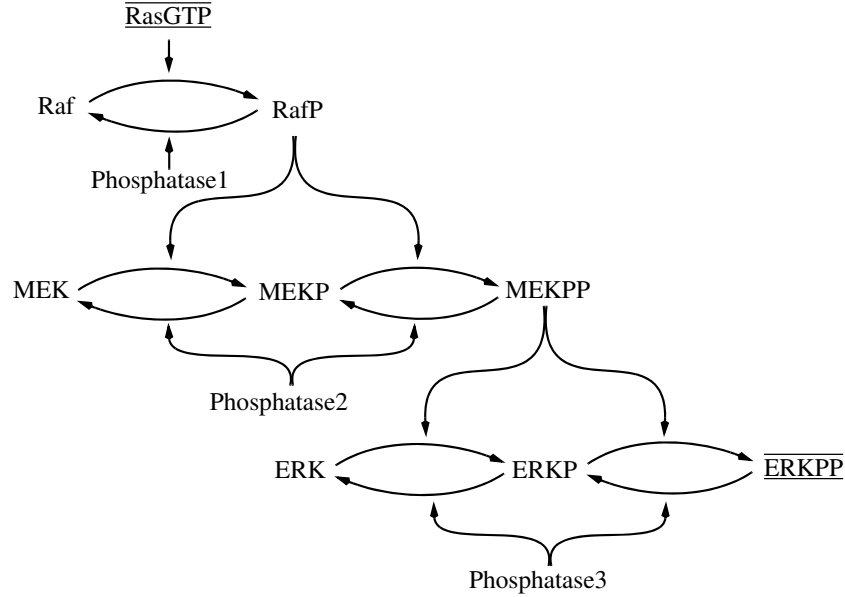 RasGTP
Raf
RafP
Phosphatase1
MEK
MEKP
MEKPP
Phosphatase2
ERK
ERKP
ERKPP
Phosphatase3